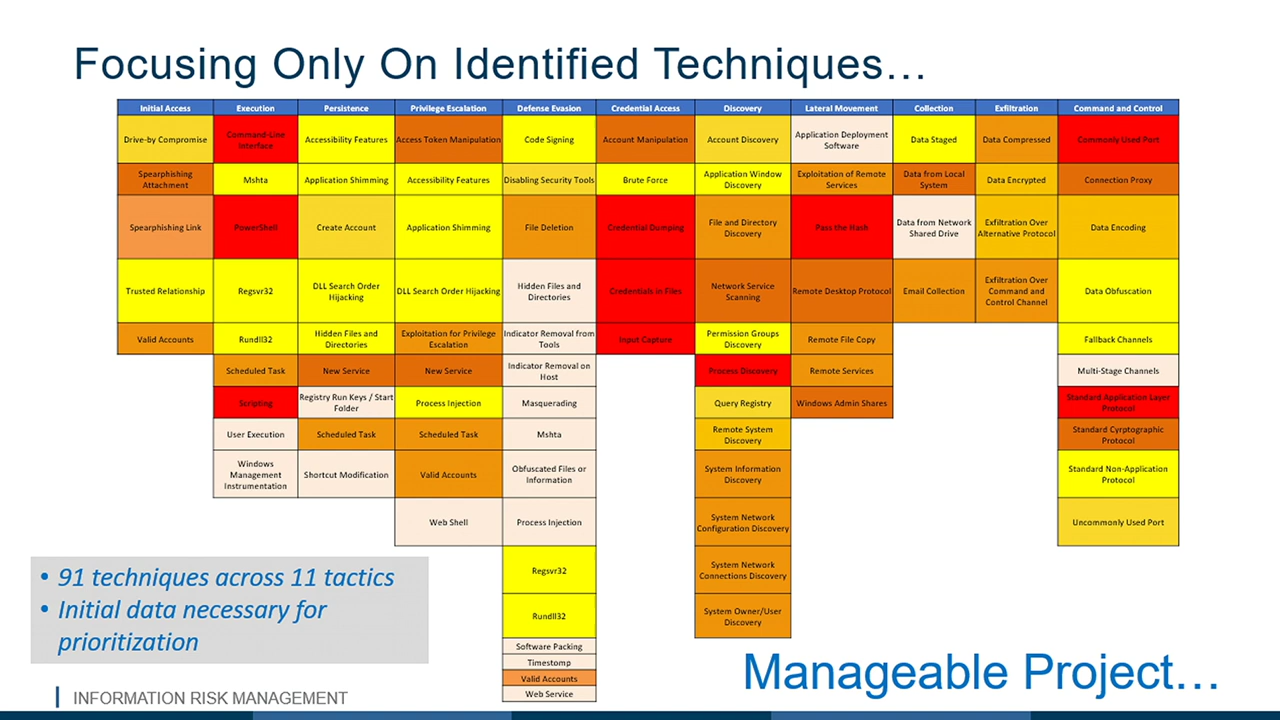 Focusing Only On Identified Techniques...
Initial Access Execution Persistence Privilege Escalation Defense Evasion Credential Access Discovery Lateral Movement Collection Exfiltration Command and Control
Drive-by Compromise
Command-Line
Interface
Accessibility Features
Access Token Manipulation
Code Signing
Account Manipulation
Account Discovery
Application Deployment
Software
Data Staged
Data Compressed
Commonly Used Port
Spearphishing
Attachment
Mshta
Application Shimming
Accessibility Features
Disabling Security Tools
Brute Force
Application Window
Discovery
Exploitation of Remote
Services
Data from Local
System
Data Encrypted
Connection Proxy
Spearphishing Link
PowerShell
Create Account
Application Shimming
File Deletion
Credential Dumping
File and Directory
Discovery
Pass the Hash
Data from Network
Shared Drive
Exfiltration Over
Alternative Protocol
Data Encoding
Trusted Relationship
Regsvr32
DLL Search Order
Hijacking
DLL Search Order Hijacking
Hidden Files and
Directories
Credentials in Files
Network Service
Scanning
Remote Desktop Protocol
Email Collection
Exfiltration Over
Command and
Control Channel
Data Obfuscation
Valid Accounts
Rundll32
Hidden Files and
Directories
Exploitation for Privilege
Escalation
Indicator Removal from
Tools
Input Capture
Permission Groups
Discovery
Remote File Copy
Fallback Channels
Scheduled Task
New Service
New Service
Indicator Removal on
Host
Process Discovery
Remote Services
Multi-Stage Channels
Scripting
Registry Run Keys / Start
Folder
Process Injection
Masquerading
Query Registry
Windows Admin Shares
Standard Application Layer
Protocol
User Execution
Scheduled Task
Scheduled Task
Mshta
Remote System
Discovery
Standard Cyrptographic
Protocol
Windows
Management
Instrumentation
Shortcut Modification
Valid Accounts
Obfuscated Files or
Information
System Information
Discovery
Standard Non-Application
Protocol
Web Shell
Process Injection
System Network
Configuration Discovery
Uncommonly Used Port
Regsvr32
System Network
Connections Discovery
Rundll32
System Owner/User
Discovery
Software Packing
Timestomp
Valid Accounts
Web Service
• 91 techniques across 11 tactics
• Initial data necessary for
prioritization
Manageable Project...
INFORMATION RISK MANAGEMENT